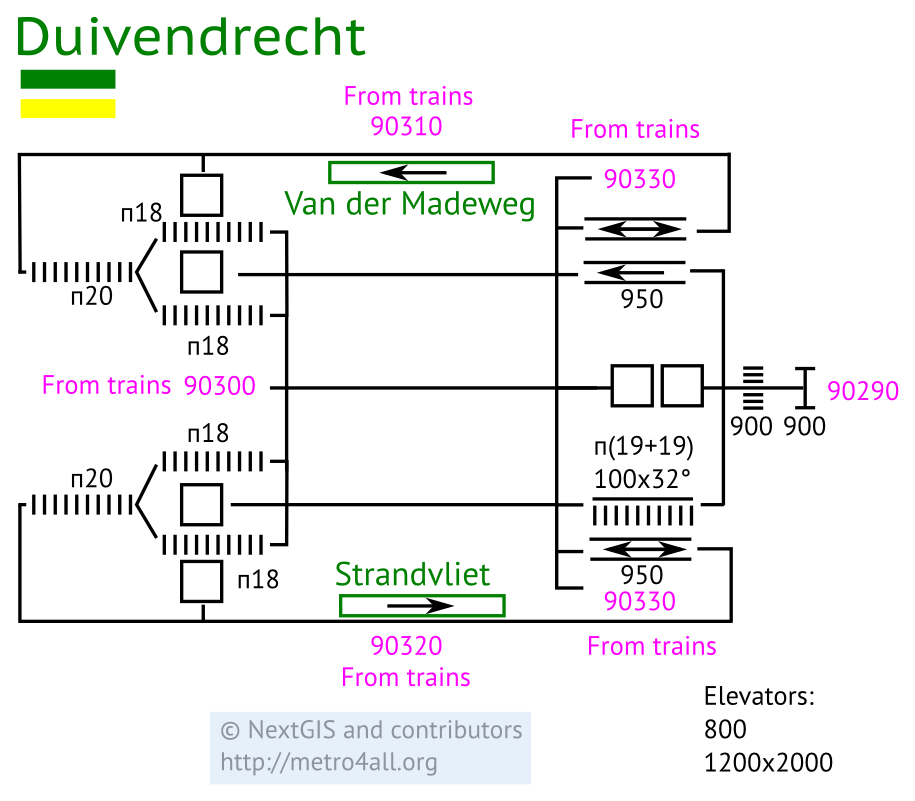 Duivendrecht
From trains
90310
From trains
90330
Van der Madeweg
п18
п20
950
п18
From trains 90300
90290
900 900
п18
п(19+19)
п20
100x32°
Strandvliet
п18
950
90330
90320
From trains
From trains
Elevators:
800
1200x2000
© NextGIS and contributors
http://metro4all.org